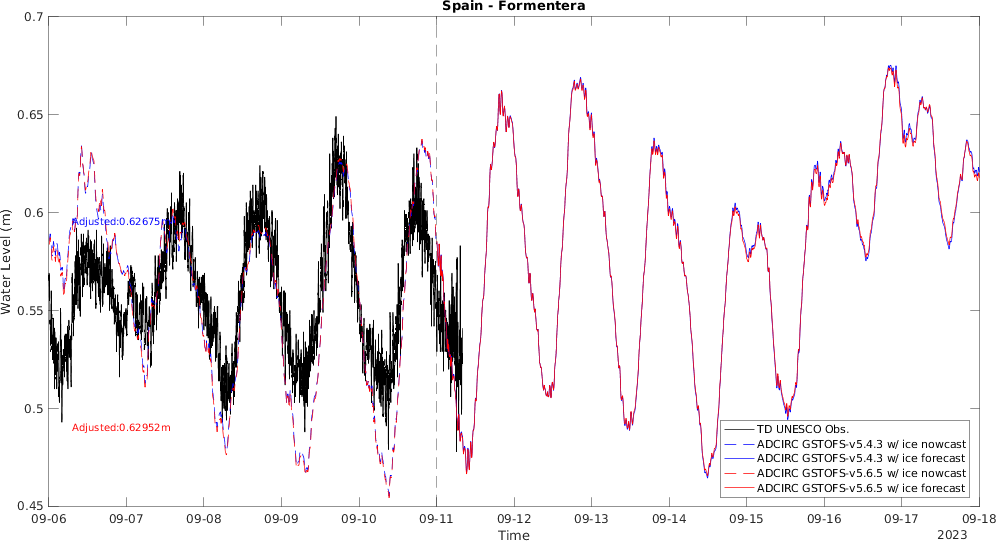 Spain - Formentera
0.7
0.65
0.6
0.55
0.5
0.45
Water Level (m)
Adjusted:0.62675m
Adjusted:0.62952m
TD UNESCO Obs.
ADCIRC GSTOFS-v5.4.3 w/ ice nowcast
ADCIRC GSTOFS-v5.4.3 w/ ice forecast
ADCIRC GSTOFS-v5.6.5 w/ ice nowcast
ADCIRC GSTOFS-v5.6.5 w/ ice forecast
09-06 09-07 09-08 09-09 09-10 09-11 09-12 09-13 09-14 09-15 09-16 09-17 09-18
Time
2023